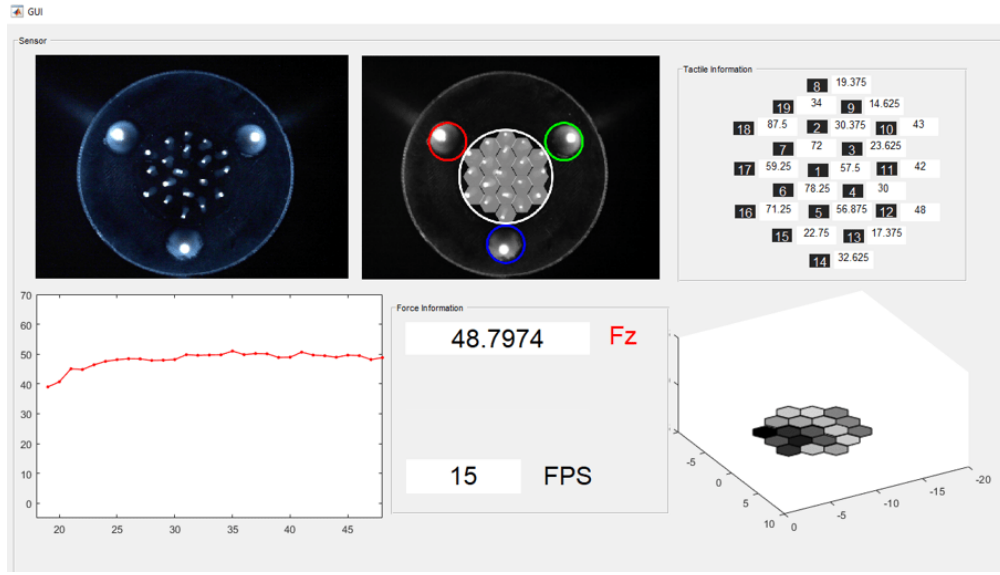 GUI
Sensor
Tactile Information
8 19.375
19 34 9 14.625
18 87.5 2 30.375 10 43
7 72 3 23.625
17 59.25 1 57.5 11 42
6 78.25 4 30
16 71.25 5 56.875 12 48
15 22.75 13 17.375
14 32.625
70
60
50
40
30
20
10
0
20 25 30 35 40 45
Force Information
48.7974 Fz
15 FPS
-5
0
5
10
0
-5
-10
-15
-20